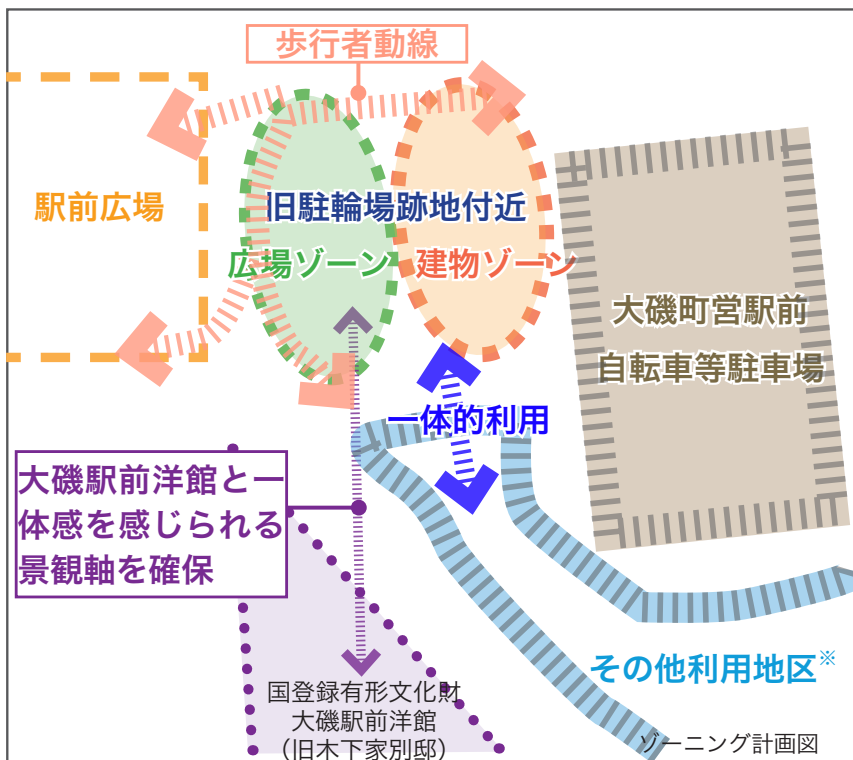 歩行者動線
駅前広場
旧駐輪場跡地付近
広場ゾーン
建物ゾーン
大磯町営駅前
自転車等駐車場
一体的利用
大磯駅前洋館と一
体感を感じられる
景観軸を確保
その他利用地区※
国登録有形文化財
大磯駅前洋館
（旧木下家別邸）
ゾーニング計画図